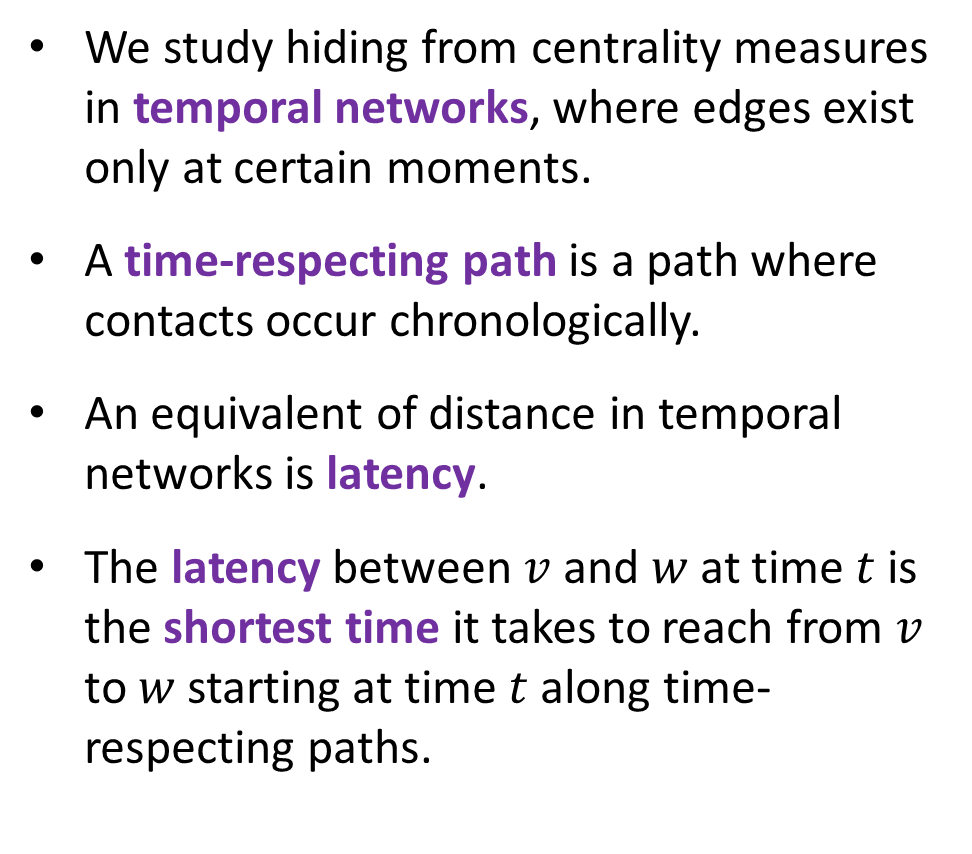 • We study hiding from centrality measures
in temporal networks, where edges exist
only at certain moments.
• A time-respecting path is a path where
contacts occur chronologically.
• An equivalent of distance in temporal
networks is latency.
• The latency between 𝑣 and 𝑤 at time 𝑡 is
the shortest time it takes to reach from 𝑣
to 𝑤 starting at time 𝑡 along time-
respecting paths.